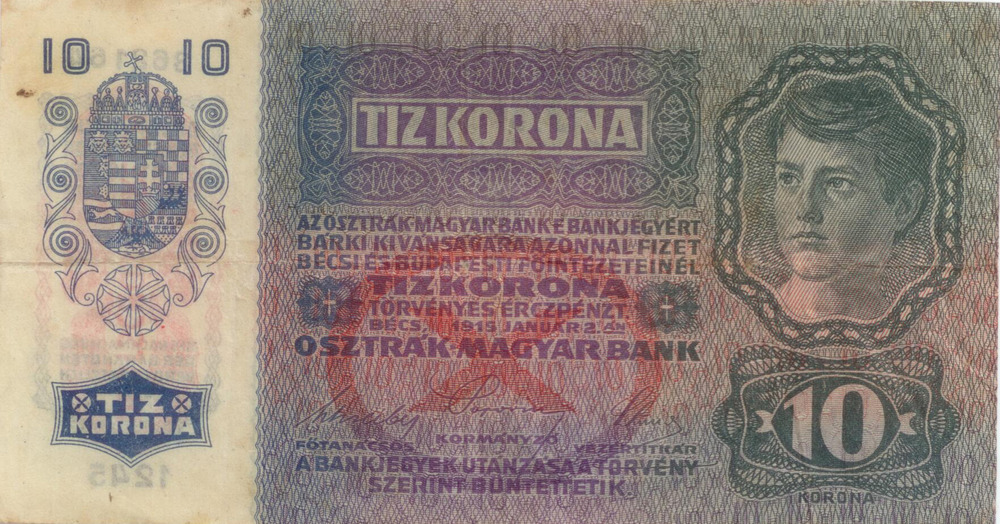 10 10
TIZ
KORONA
1245
TIZ KORONA
AZ OSZTRÁK-MAGYAR BANK E BANKJEGYÉRT
BÁRKI KIVÁNSÁGÁRA AZONNAL FIZET
BÉCSI ÉS BUDAPESTI FŐINTÉZETEINÉL
TIZ KORONA
TÖRVÉNYES ÉRCZPÉNZT.
BÉCS, 1915 JANUÁR 2.ÁN
OSZTRÁK-MAGYAR BANK
FŐTANÁCSOS KORMÁNYZÓ VEZÉRTITKÁR
A BANKJEGYEK UTÁNZÁSA A TÖRVÉNY
SZERINT BÜNTETTETIK.
10
KORONA